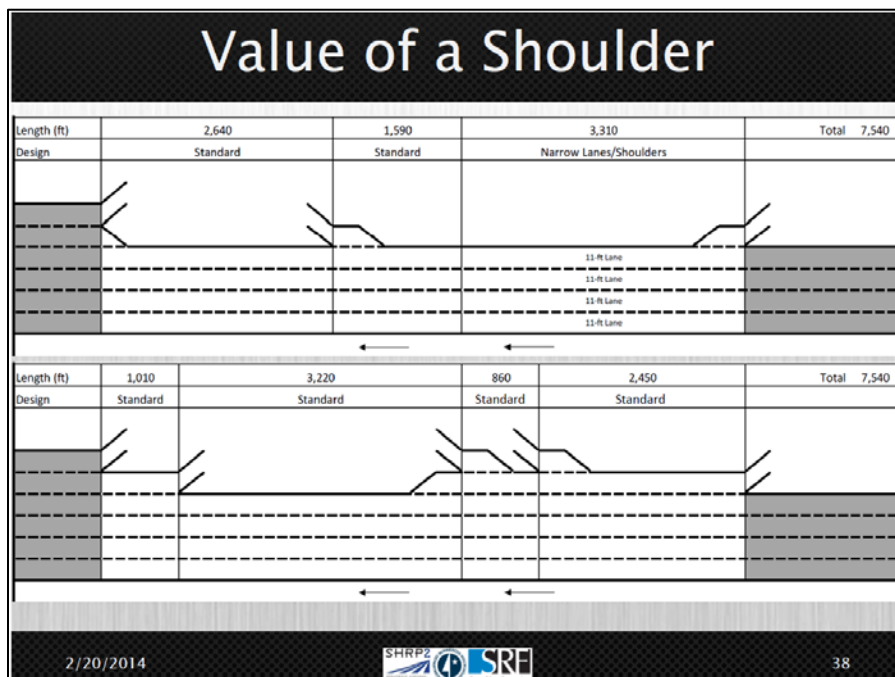 Value of a Shoulder
Length (ft) 2,640 1,590 3,310 Total 7,540
Design Standard Standard Narrow Lanes/Shoulders
11-ft Lane
11-ft Lane
11-ft Lane
11-ft Lane
Length (ft) 1,010 3,220 860 2,450 Total 7,540
Design Standard Standard Standard Standard
2/20/2014 SHRP2 SRF 38